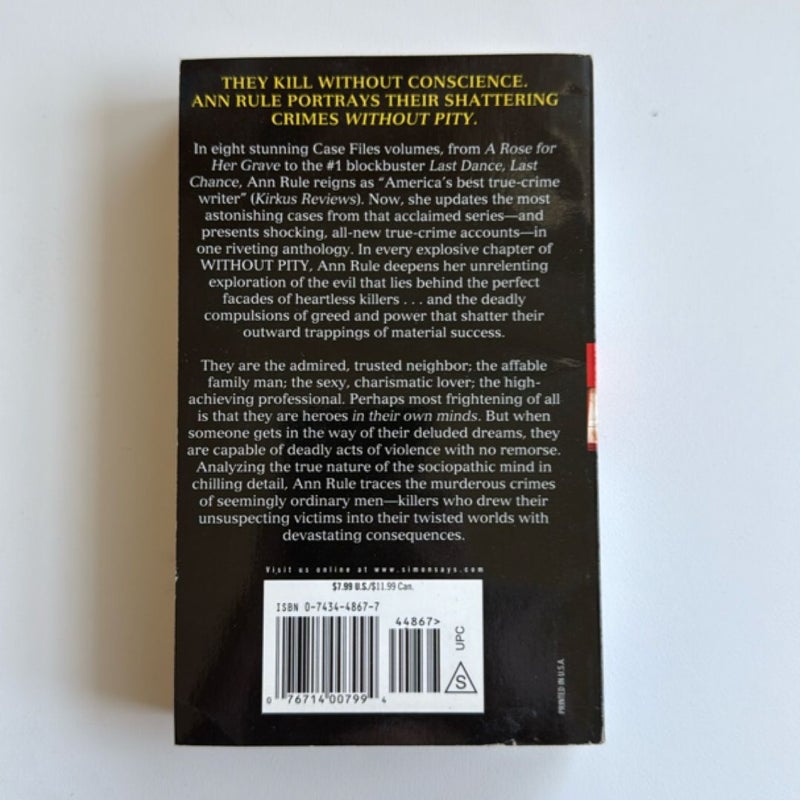 THEY KILL WITHOUT CONSCIENCE.
ANN RULE PORTRAYS THEIR SHATTERING
CRIMES WITHOUT PITY.
In eight stunning Case Files volumes, from A Rose for
Her Grave to the #1 blockbuster Last Dance, Last
Chance, Ann Rule reigns as “America’s best true-crime
writer” (Kirkus Reviews). Now, she updates the most
astonishing cases from that acclaimed series—and
presents shocking, all-new true-crime accounts—in
one riveting anthology. In every explosive chapter of
WITHOUT PITY, Ann Rule deepens her unrelenting
exploration of the evil that lies behind the perfect
facades of heartless killers . . . and the deadly
compulsions of greed and power that shatter their
outward trappings of material success.
They are the admired, trusted neighbor; the affable
family man; the sexy, charismatic lover; the high-
achieving professional. Perhaps most frightening of all
is that they are heroes in their own minds. But when
someone gets in the way of their deluded dreams, they
are capable of deadly acts of violence with no remorse.
Analyzing the true nature of the sociopathic mind in
chilling detail, Ann Rule traces the murderous crimes
of seemingly ordinary men—killers who drew their
unsuspecting victims into their twisted worlds with
devastating consequences.
Visit us online at www.simonsays.com
$7.99 U.S./$11.99 Can.
ISBN 0-7434-4867-7
44867>
UPC
S
0 76714 00799 4
PRINTED IN U.S.A.